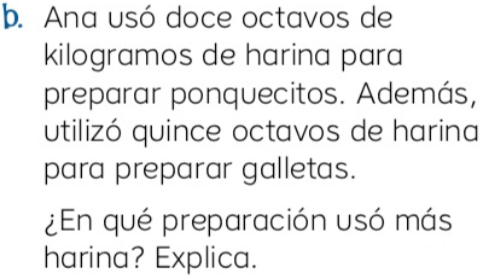 b. Ana usó doce octavos de
kilogramos de harina para
preparar ponquecitos. Además,
utilizó quince octavos de harina
para preparar galletas.
¿En qué preparación usó más
harina? Explica.